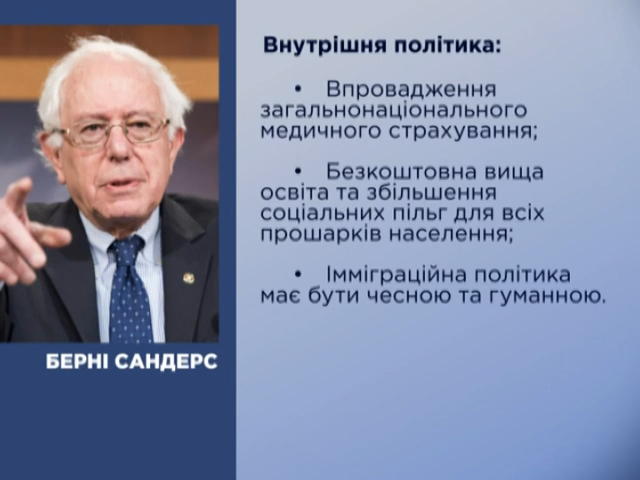 Внутрішня політика:
• Впровадження
загальнонаціонального
медичного страхування;
• Безкоштовна вища
освіта та збільшення
соціальних пільг для всіх
прошарків населення;
• Імміграційна політика
має бути чесною та гуманною.
БЕРНІ САНДЕРС